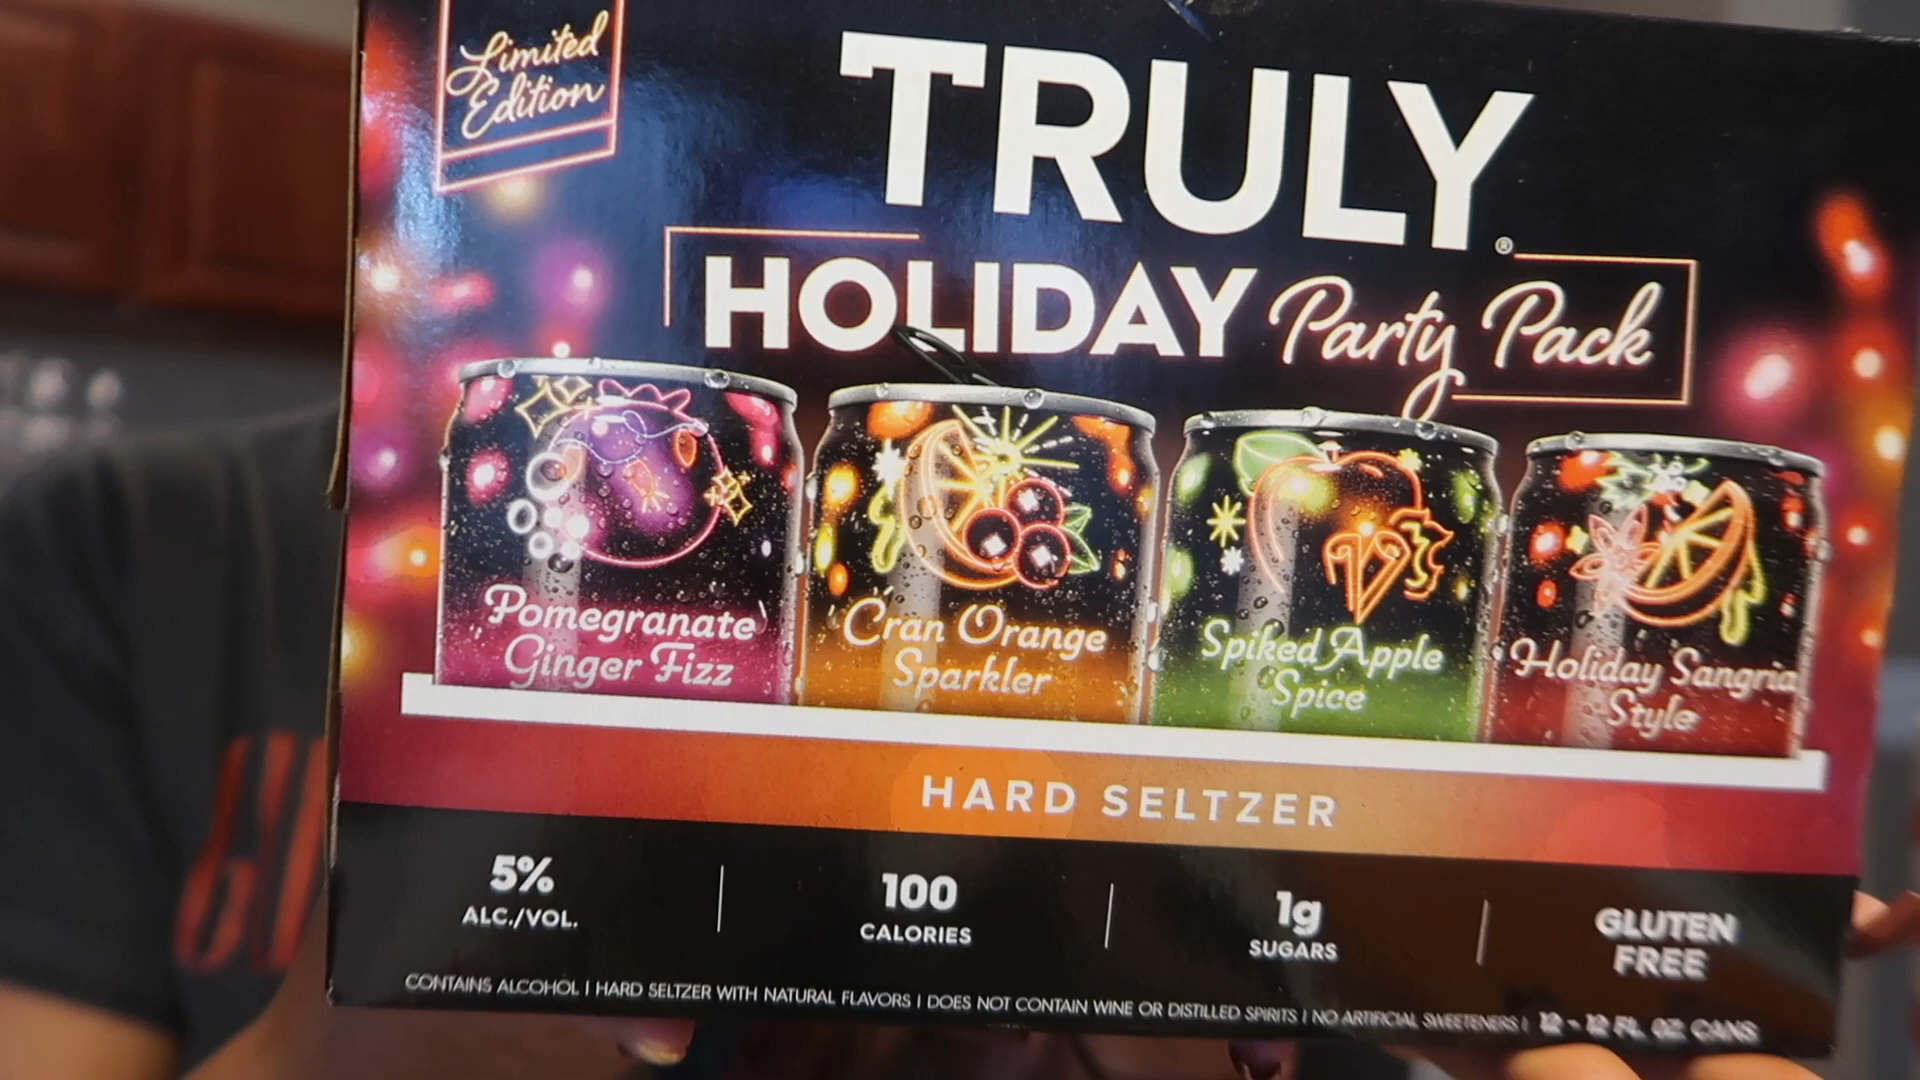 Limited
Edition
TRULY®
HOLIDAY Party Pack
Pomegranate
Ginger Fizz
Cran Orange
Sparkler
Spiked Apple
Spice
Holiday Sangria
Style
HARD SELTZER
5%
ALC./VOL.
100
CALORIES
1g
SUGARS
GLUTEN
FREE
CONTAINS ALCOHOL | HARD SELTZER WITH NATURAL FLAVORS | DOES NOT CONTAIN WINE OR DISTILLED SPIRITS | NO ARTIFICIAL SWEETENERS | 12 - 12 FL. OZ. CANS